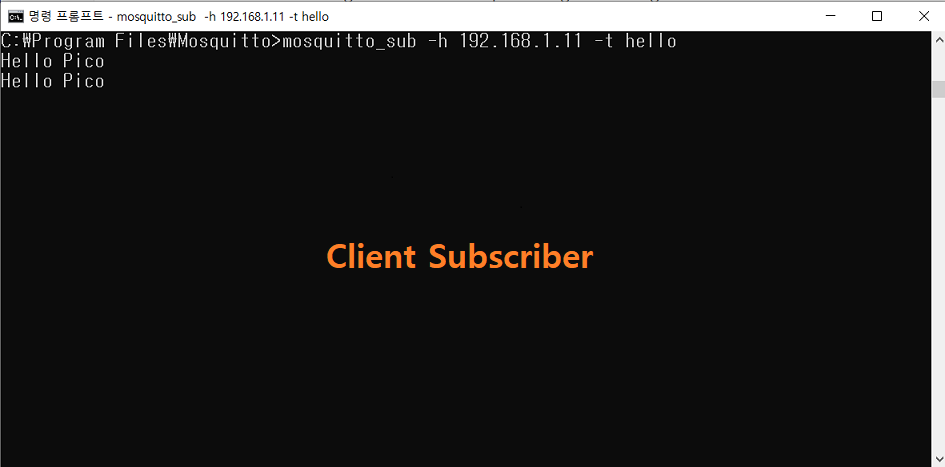 명령 프롬프트 - mosquitto_sub -h 192.168.1.11 -t hello
C:₩Program Files₩Mosquitto>mosquitto_sub -h 192.168.1.11 -t hello
Hello Pico
Hello Pico
Client Subscriber